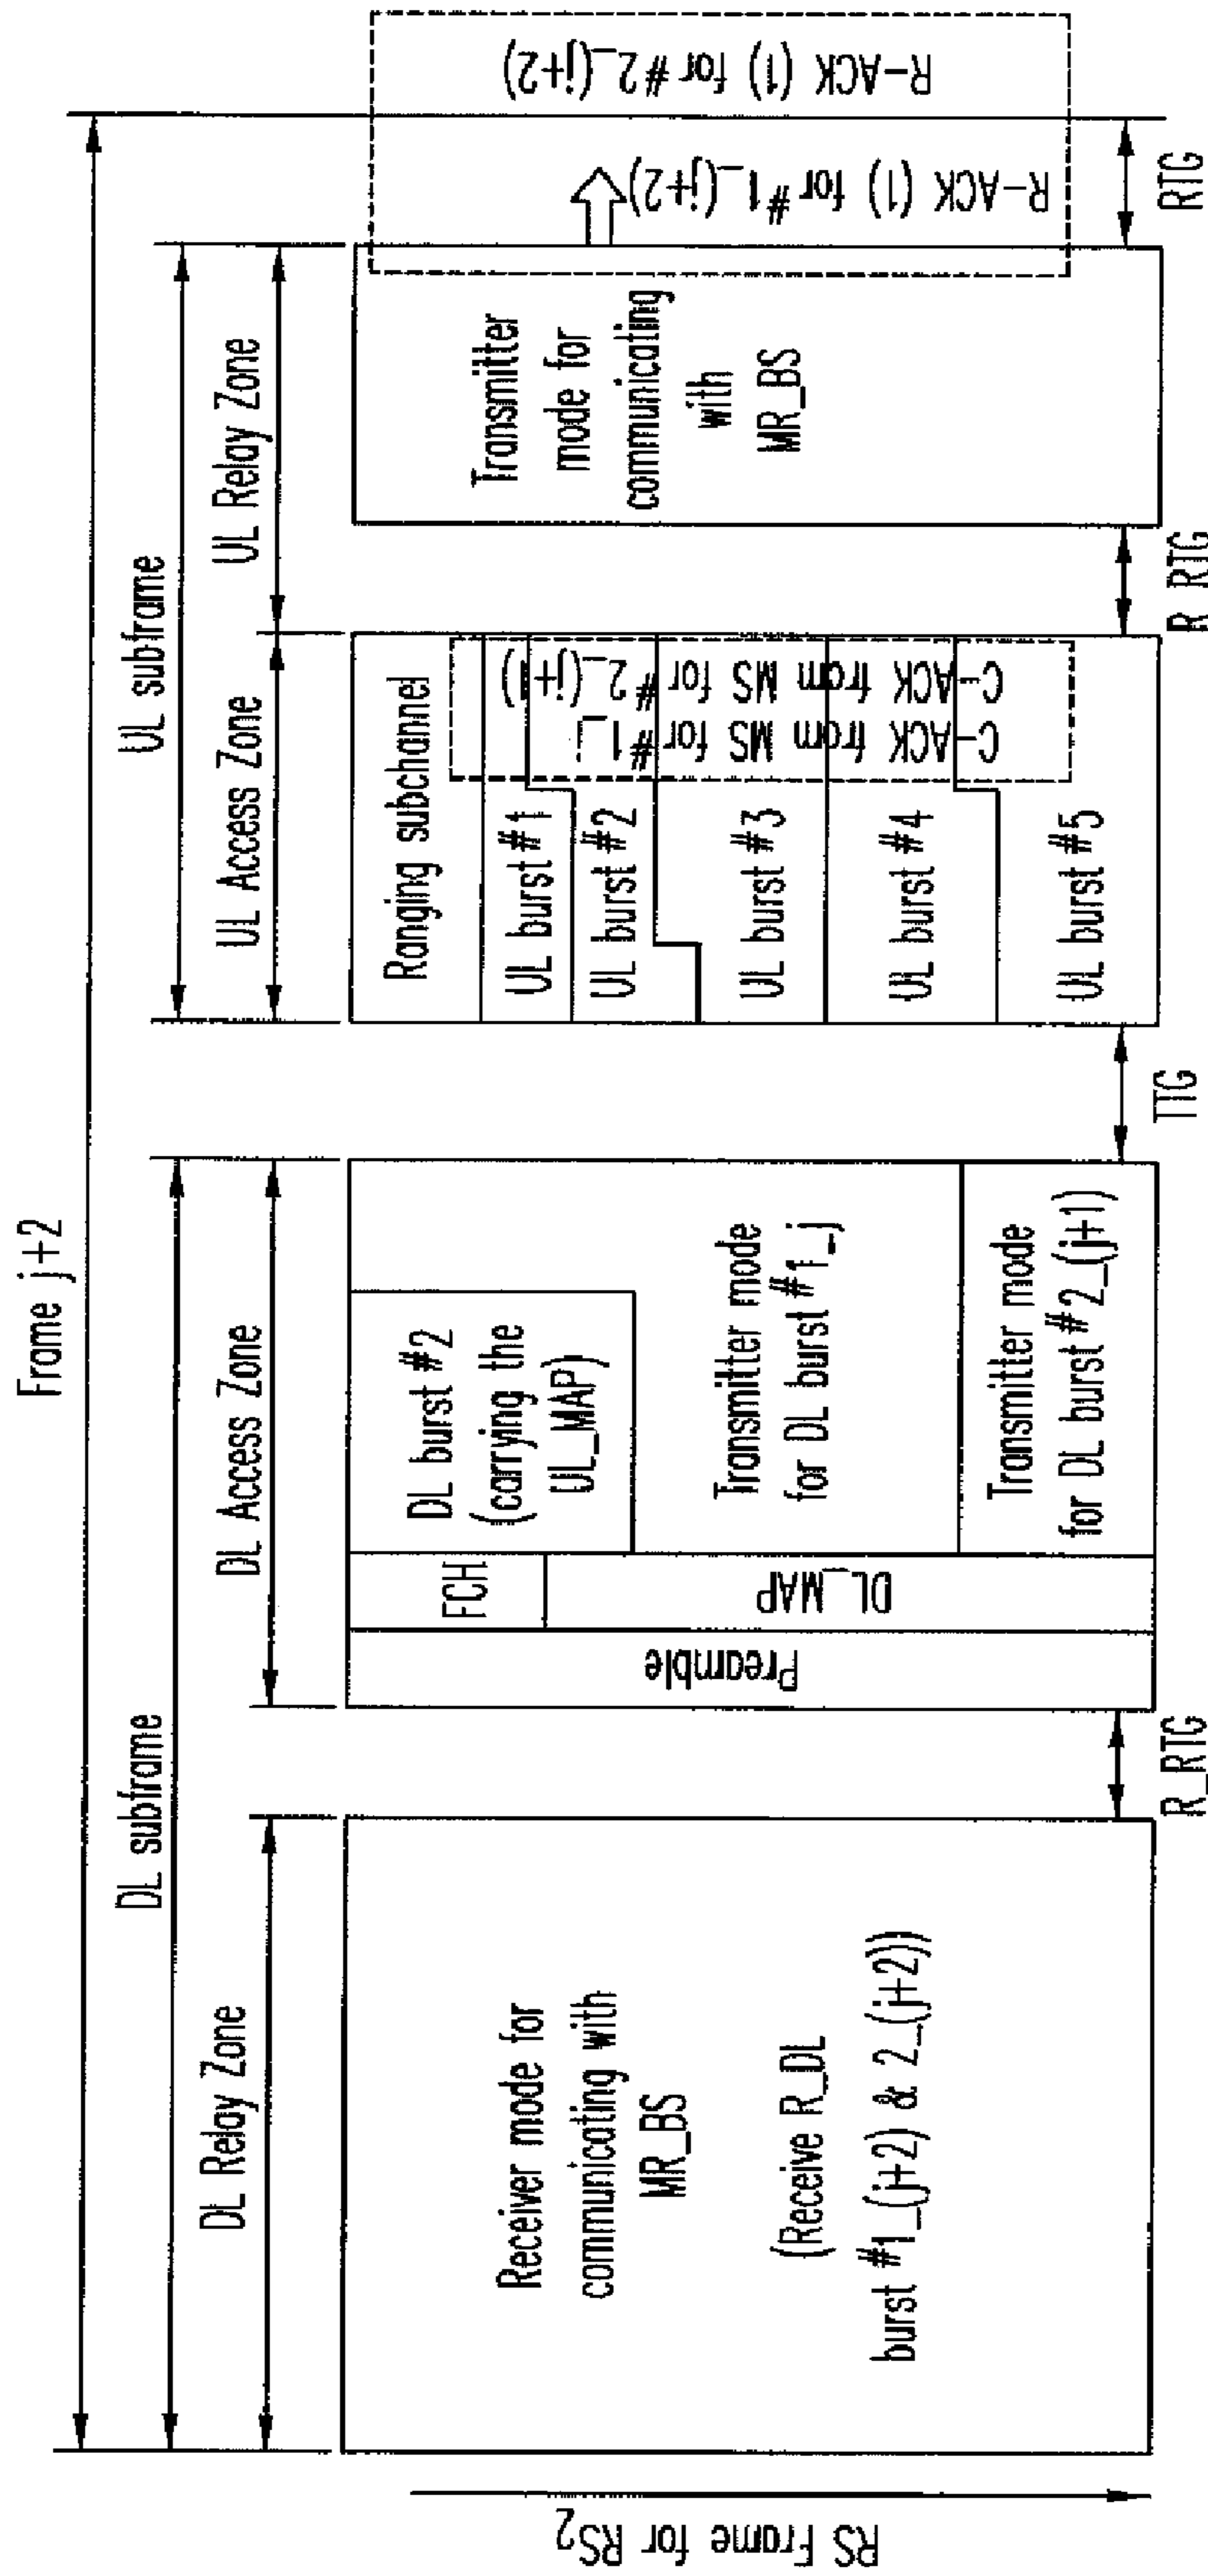 Frame j+2
DL subframe
UL subframe
DL Relay Zone
DL Access Zone
UL Access Zone
UL Relay Zone
RS Frame for RS2
Receiver mode for
communicating with
MR_BS
(Receive R_DL
burst #1_(j+2) & 2_(j+2))
R_RTG
Preamble
FCH
DL_MAP
DL burst #2
(carrying the
UL_MAP)
Transmitter mode
for DL burst #1_j
Transmitter mode
for DL burst #2_(j+1)
TTG
Ranging subchannel
UL burst #1
UL burst #2
UL burst #3
UL burst #4
UL burst #5
C-ACK from MS for #1_j
C-ACK from MS for #2_(j+1)
R_RTG
Transmitter
mode for
communicating
with
MR_BS
R-ACK (1) for #1_(j+2)
R-ACK (1) for #2_(j+2)
RTG